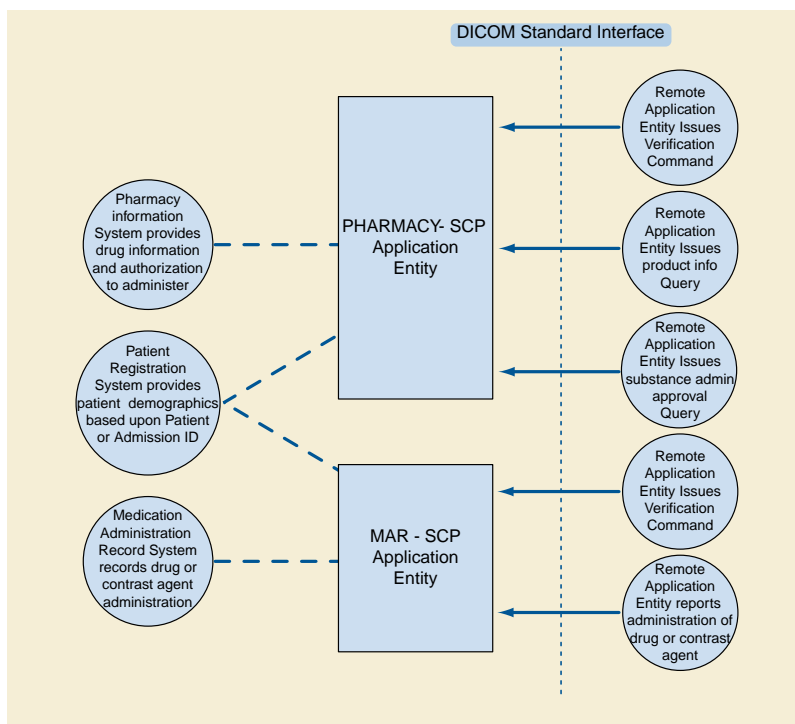 DICOM Standard Interface
Remote
Application
Entity Issues
Verification
Command
Pharmacy
information
System provides
drug information
and authorization
to administer
PHARMACY- SCP
Application
Entity
Remote
Application
Entity Issues
product info
Query
Patient
Registration
System provides
patient demographics
based upon Patient
or Admission ID
Remote
Application
Entity Issues
substance admin
approval
Query
Remote
Application
Entity Issues
Verification
Command
Medication
Administration
Record System
records drug or
contrast agent
administration
MAR - SCP
Application
Entity
Remote
Application
Entity reports
administration of
drug or contrast
agent